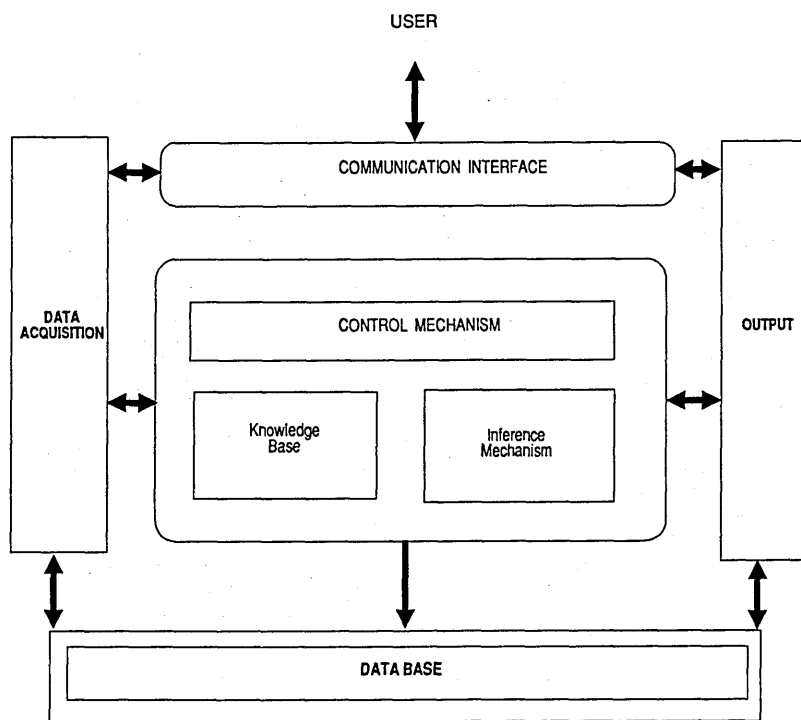 USER
COMMUNICATION INTERFACE
DATA
ACQUISITION
CONTROL MECHANISM
OUTPUT
Knowledge
Base
Inference
Mechanism
DATA BASE